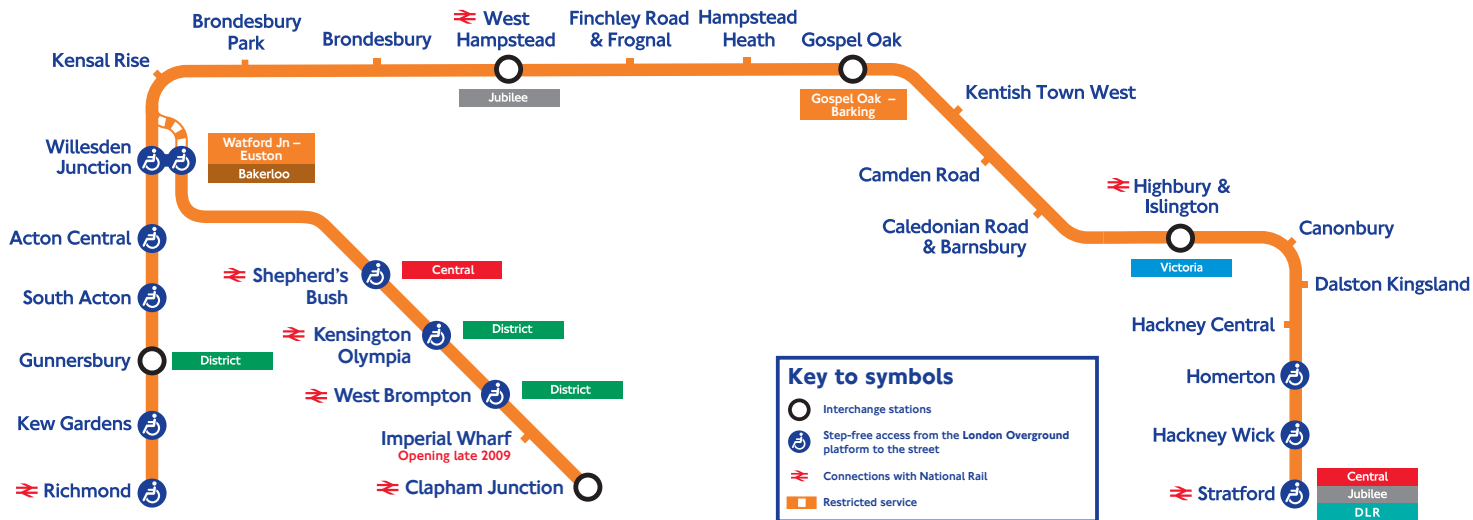 Kensal Rise
Brondesbury
Park
Brondesbury
West
Hampstead
Jubilee
Finchley Road
& Frognal
Hampstead
Heath
Gospel Oak
Gospel Oak –
Barking
Kentish Town West
Camden Road
Caledonian Road
& Barnsbury
Highbury &
Islington
Victoria
Canonbury
Dalston Kingsland
Hackney Central
Homerton
Hackney Wick
Stratford
Central
Jubilee
DLR
Willesden
Junction
Watford Jn –
Euston
Bakerloo
Acton Central
South Acton
Gunnersbury
District
Kew Gardens
Richmond
Shepherd's
Bush
Central
Kensington
Olympia
District
West Brompton
District
Imperial Wharf
Opening late 2009
Clapham Junction
Key to symbols
Interchange stations
Step-free access from the London Overground
platform to the street
Connections with National Rail
Restricted service